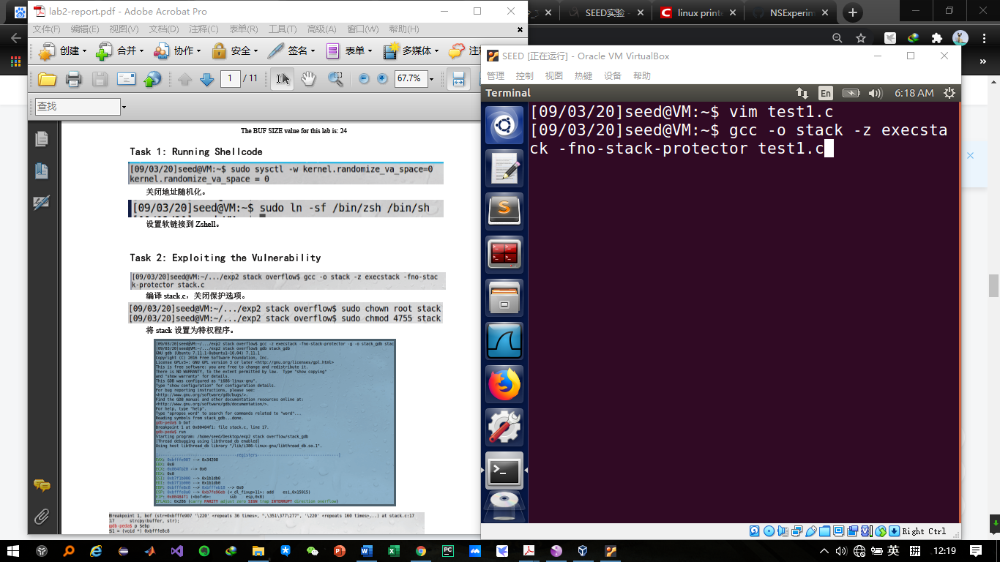 lab2-report.pdf - Adobe Acrobat Pro
SEED实验 -
linux printe
NSExperim
文件(F) 编辑(E) 视图(V) 文档(D) 注释(C) 表单(R) 工具(T) 高级(A) 窗口(W) 帮助(H)
创建 合并 协作 安全 签名 表单 多媒体
1 / 11 67.7%
查找
The BUF SIZE value for this lab is: 24
Task 1: Running Shellcode
[09/03/20]seed@VM:~$ sudo sysctl -w kernel.randomize_va_space=0
kernel.randomize_va_space = 0
关闭地址随机化。
[09/03/20]seed@VM:~$ sudo ln -sf /bin/zsh /bin/sh
设置软链接到 Zshell。
Task 2: Exploiting the Vulnerability
[09/03/20]seed@VM:~/.../exp2 stack overflow$ gcc -o stack -z execstack -fno-stac
k-protector stack.c
编译 stack.c，关闭保护选项。
[09/03/20]seed@VM:~/.../exp2 stack overflow$ sudo chown root stack
[09/03/20]seed@VM:~/.../exp2 stack overflow$ sudo chmod 4755 stack
将 stack 设置为特权程序。
[09/03/20]seed@VM:~/.../exp2 stack overflow$ gcc -z execstack -fno-stack-protector -g -o stack_gdb stac
[09/03/20]seed@VM:~/.../exp2 stack overflow$ gdb stack_gdb
GNU gdb (Ubuntu 7.11.1-0ubuntu1~16.04) 7.11.1
Copyright (C) 2016 Free Software Foundation, Inc.
License GPLv3+: GNU GPL version 3 or later <http://gnu.org/licenses/gpl.html>
This is free software: you are free to change and redistribute it.
There is NO WARRANTY, to the extent permitted by law. Type "show copying"
and "show warranty" for details.
This GDB was configured as "i686-linux-gnu".
Type "show configuration" for configuration details.
For bug reporting instructions, please see:
<http://www.gnu.org/software/gdb/bugs/>.
Find the GDB manual and other documentation resources online at:
<http://www.gnu.org/software/gdb/documentation/>.
For help, type "help".
Type "apropos word" to search for commands related to "word"...
Reading symbols from stack_gdb...done.
gdb-peda$ b bof
Breakpoint 1 at 0x80484f1: file stack.c, line 17.
gdb-peda$ run
Starting program: /home/seed/Desktop/exp2 stack overflow/stack_gdb
[Thread debugging using libthread_db enabled]
Using host libthread_db library "/lib/i386-linux-gnu/libthread_db.so.1".
registers
EAX: 0xbfffe907 --> 0x34208
EBX: 0x0
EDX: 0x0
ESI: 0xb7f1b000 --> 0x1b1db0
EDI: 0xb7f1b000 --> 0x1b1db0
EIP: 0x80484f1 (<bof+6>: sub esp,0x8)
EFLAGS: 0x286 (carry PARITY adjust zero SIGN trap INTERRUPT direction overflow)
Breakpoint 1, bof (str=0xbfffe907 '\220' <repeats 36 times>, ",\351\377\277", '\220' <repeats 160 times>...) at stack.c:17
17 strcpy(buffer, str);
gdb-peda$ p $ebp
$1 = (void *) 0xbfffe8c8
SEED [正在运行] - Oracle VM VirtualBox
管理 控制 视图 热键 设备 帮助
Terminal En 6:18 AM
[09/03/20]seed@VM:~$ vim test1.c
[09/03/20]seed@VM:~$ gcc -o stack -z execsta
ck -fno-stack-protector test1.c
Right Ctrl
英 拼 12:19